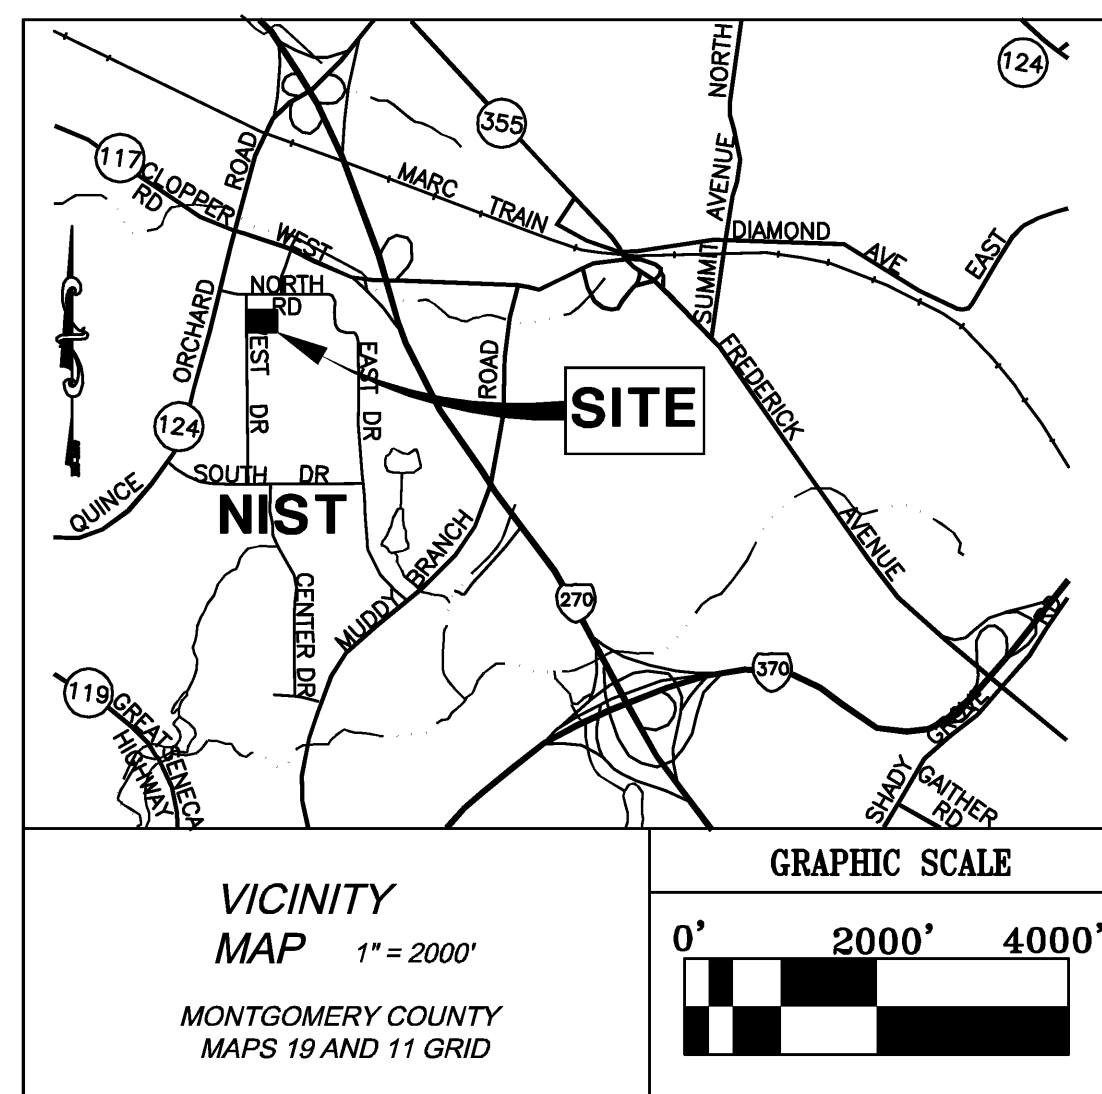 NORTH
124
355
117
ROAD
CLOPPER
RD
MARC
TRAIN
AVENUE
DIAMOND
AVE
EAST
WEST
SUMMIT
NORTH
RD
ORCHARD
EST
DR
EAST
DR
ROAD
SITE
FREDERICK
124
QUINCE
SOUTH DR
NIST
AVENUE
BRANCH
MUDDY
CENTER DR
270
370
119
GREAT SENECA
HIGHWAY
SHADY
GROVE
RD
GAITHER
RD
VICINITY
MAP 1" = 2000'
MONTGOMERY COUNTY
MAPS 19 AND 11 GRID
GRAPHIC SCALE
0' 2000' 4000'